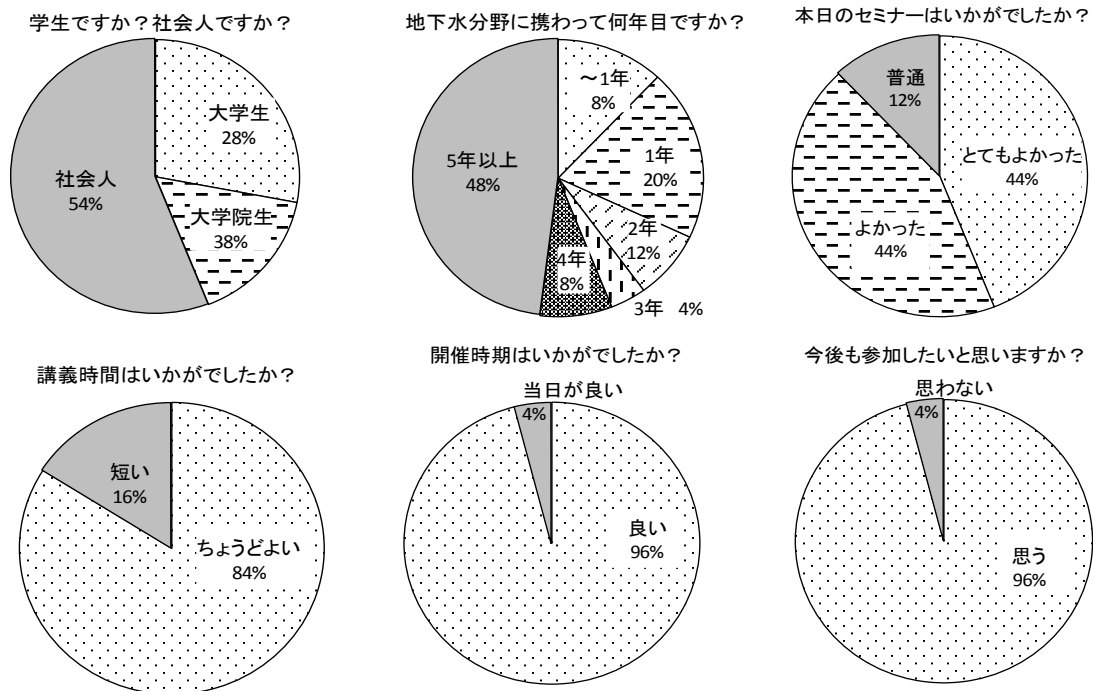 学生ですか？社会人ですか？
大学生
28%
大学院生
38%
社会人
54%
地下水分野に携わって何年目ですか？
～1年
8%
1年
20%
2年
12%
3年 4%
4年
8%
5年以上
48%
本日のセミナーはいかがでしたか？
とてもよかった
44%
よかった
44%
普通
12%
講義時間はいかがでしたか？
ちょうどよい
84%
短い
16%
開催時期はいかがでしたか？
当日が良い
4%
良い
96%
今後も参加したいと思いますか？
思わない
4%
思う
96%